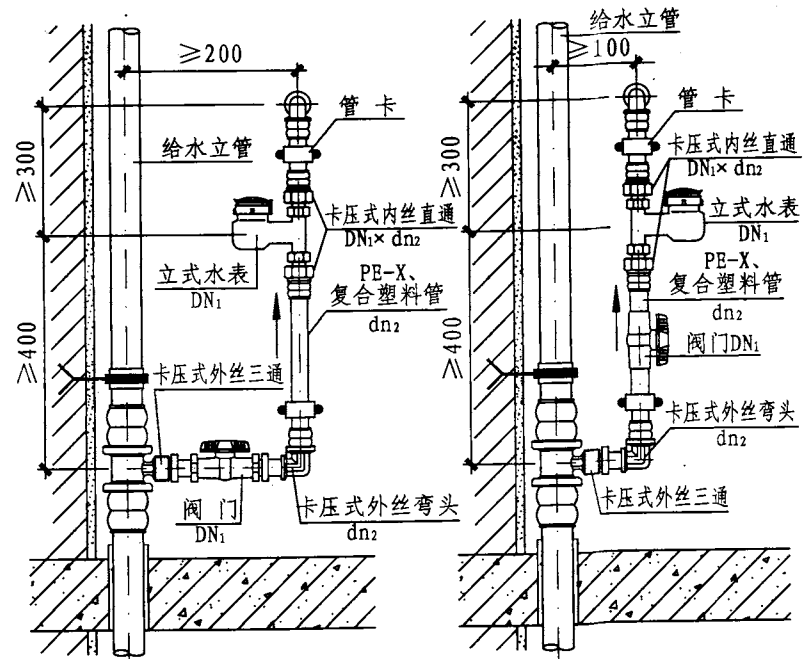 ≥200
管 卡
给水立管
≥300
卡压式内丝直通
DN₁×dn₂
立式水表
DN₁
PE-X、
复合塑料管
dn₂
≥400
卡压式外丝三通
阀 门
DN₁
卡压式外丝弯头
dn₂
给水立管
≥100
管 卡
≥300
卡压式内丝直通
DN₁×dn₂
立式水表
DN₁
PE-X、
复合塑料管
dn₂
≥400
阀门DN₁
卡压式外丝弯头
dn₂
卡压式外丝三通